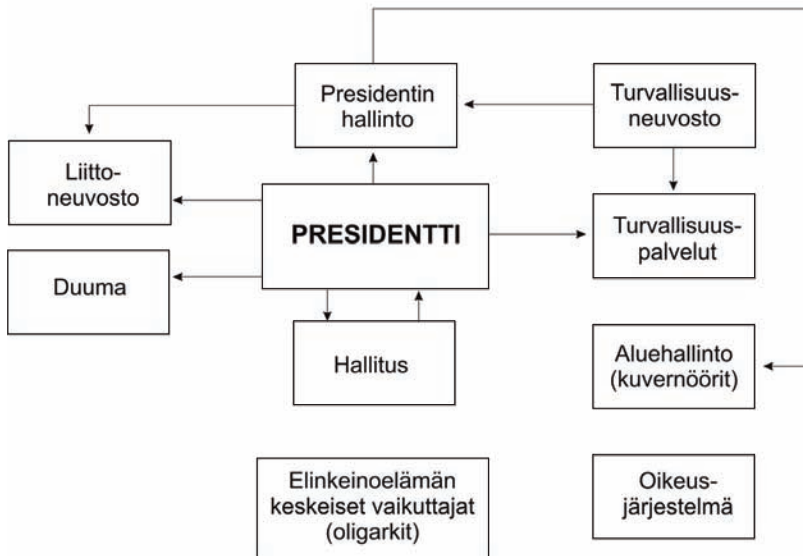 Presidentin
hallinto
Turvallisuus-
neuvosto
Liitto-
neuvosto
PRESIDENTTI
Turvallisuus-
palvelut
Duuma
Hallitus
Aluehallinto
(kuvernöörit)
Elinkeinoelämän
keskeiset vaikuttajat
(oligarkit)
Oikeus-
järjestelmä